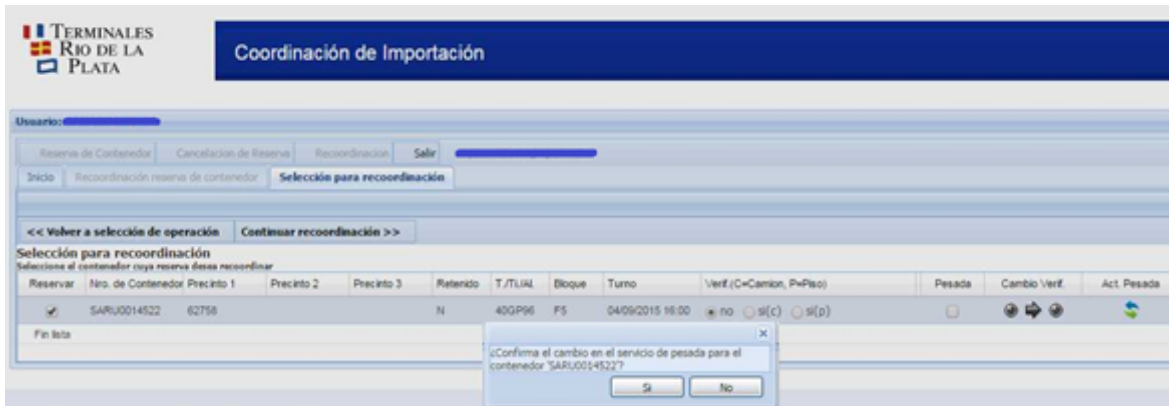 TERMINALES
RIO DE LA
PLATA
Coordinación de Importación
Usuario:
Reserva de Contenedor Cancelacion de Reserva Recoordinacion Salir
Inicio Recoordinación reserva de contenedor Selección para recoordinación
<< Volver a selección de operación Continuar recoordinación >>
Selección para recoordinación
Seleccione el contenedor cuya reserva desea recoordinar
Reservar Nro. de Contenedor Precinto 1 Precinto 2 Precinto 3 Retenido T./TI./Al. Bloque Turno Verif.(C=Camion, P=Piso) Pesada Cambio Verif. Act. Pesada
SARU0014522 62758 N 40GP96 F5 04/09/2015 16:00 no si(c) si(p)
Fin lista
¿Confirma el cambio en el servicio de pesada para el
contenedor 'SARU0014522'?
Si No